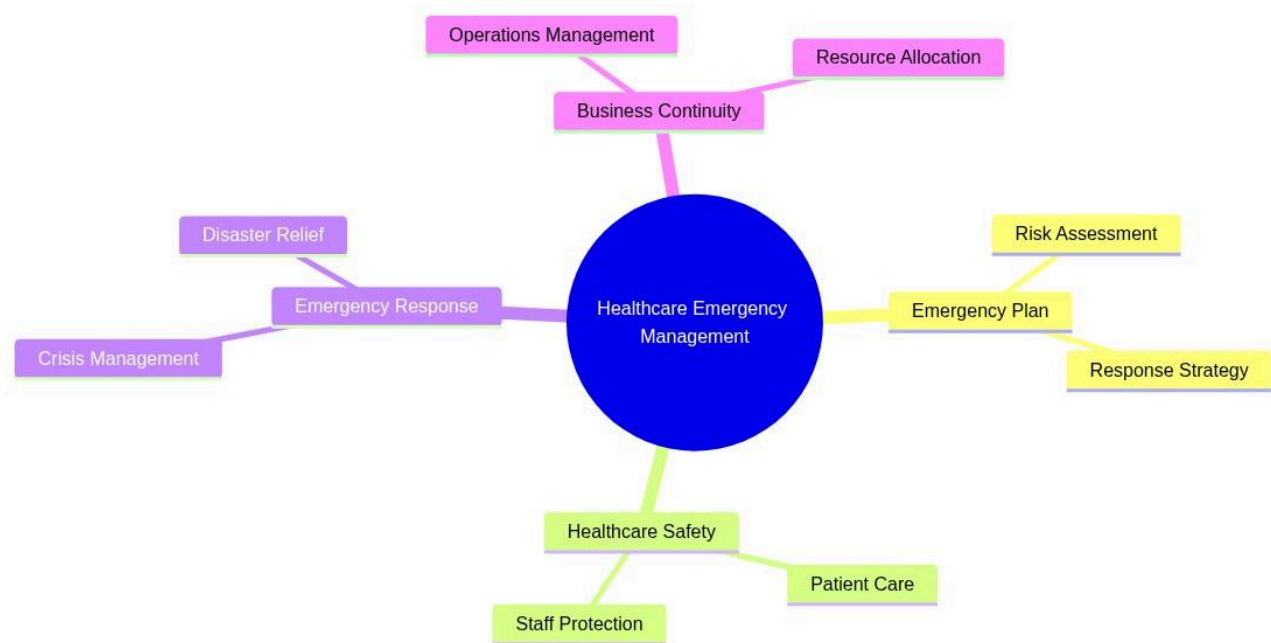 Operations Management
Resource Allocation
Business Continuity
Disaster Relief
Risk Assessment
Emergency Response
Healthcare Emergency
Management
Emergency Plan
Crisis Management
Response Strategy
Healthcare Safety
Patient Care
Staff Protection